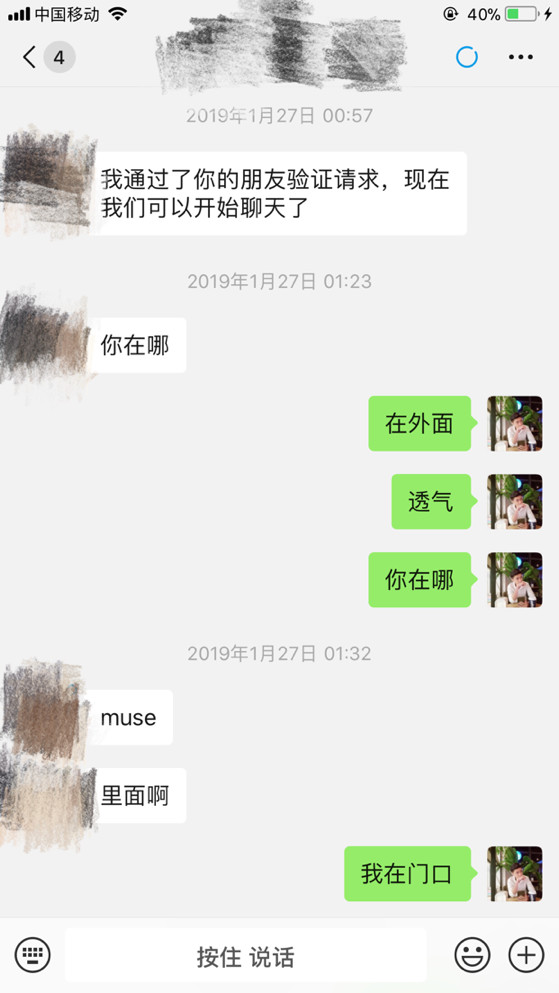 中国移动
40%
4
2019年1月27日 00:57
我通过了你的朋友验证请求，现在
我们可以开始聊天了
2019年1月27日 01:23
你在哪
在外面
透气
你在哪
2019年1月27日 01:32
muse
里面啊
我在门口
按住 说话